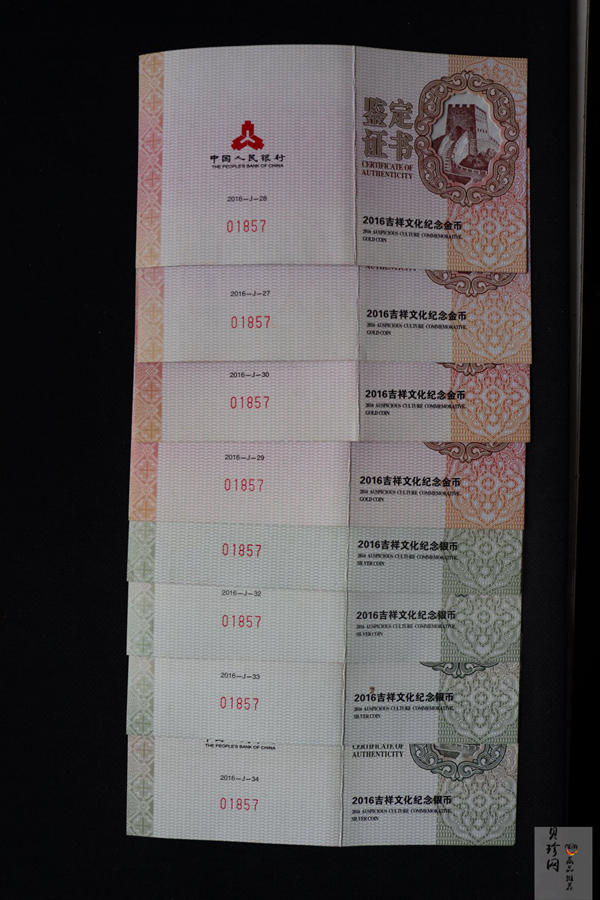 中国人民银行
THE PEOPLE'S BANK OF CHINA
2016-J-28
01857
鉴定
证书
CERTIFICATE OF
AUTHENTICITY
2016吉祥文化纪念金币
2016 AUSPICIOUS CULTURE COMMEMORATIVE
GOLD COIN
2016-J-27
01857
AUTHENTICITY
2016吉祥文化纪念金币
2016 AUSPICIOUS CULTURE COMMEMORATIVE
GOLD COIN
2016-J-30
01857
2016吉祥文化纪念金币
2016 AUSPICIOUS CULTURE COMMEMORATIVE
GOLD COIN
2016-J-29
01857
2016吉祥文化纪念金币
2016 AUSPICIOUS CULTURE COMMEMORATIVE
GOLD COIN
01857
2016吉祥文化纪念银币
2016 AUSPICIOUS CULTURE COMMEMORATIVE
SILVER COIN
2016-J-32
01857
2016吉祥文化纪念银币
2016 AUSPICIOUS CULTURE COMMEMORATIVE
SILVER COIN
2016-J-33
01857
2016吉祥文化纪念银币
2016 AUSPICIOUS CULTURE COMMEMORATIVE
SILVER COIN
THE PEOPLE'S BANK OF CHINA
2016-J-34
01857
CERTIFICATE OF
AUTHENTICITY
2016吉祥文化纪念银币
2016 AUSPICIOUS CULTURE COMMEMORATIVE
SILVER COIN
贝珍网